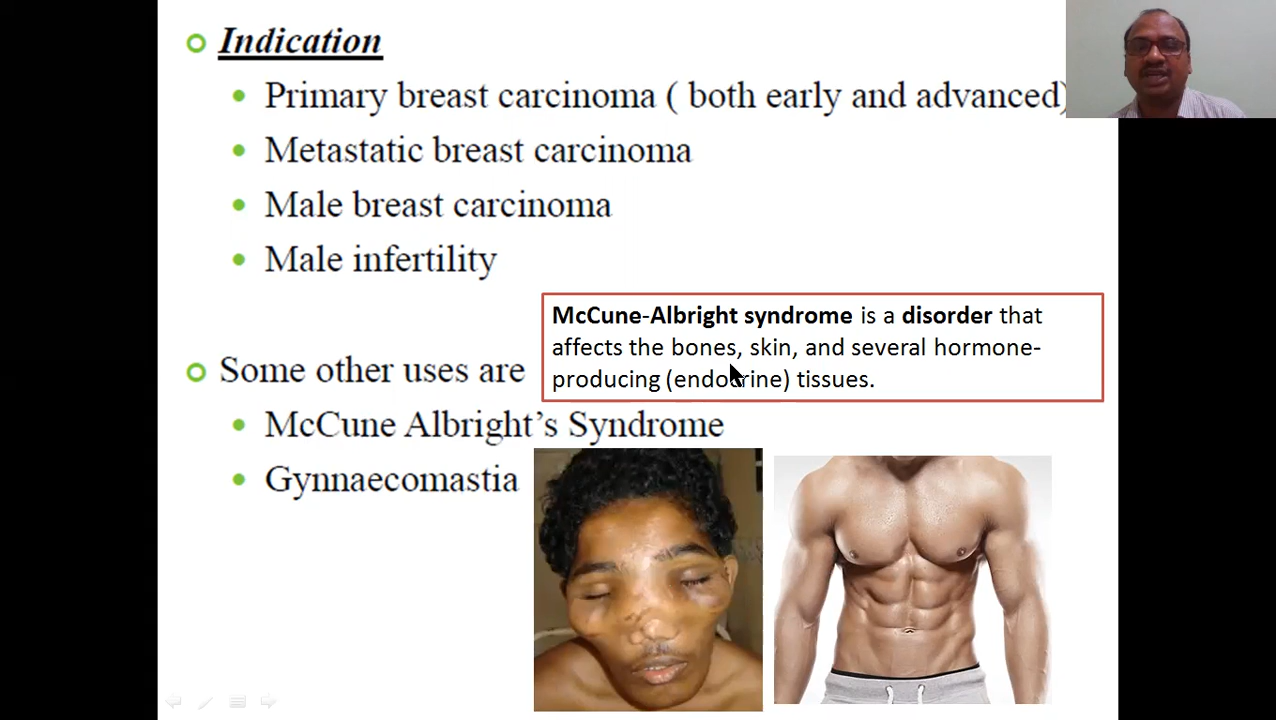 Indication
Primary breast carcinoma ( both early and advanced)
Metastatic breast carcinoma
Male breast carcinoma
Male infertility
McCune-Albright syndrome is a disorder that
affects the bones, skin, and several hormone-
producing (endocrine) tissues.
Some other uses are
McCune Albright’s Syndrome
Gynnaecomastia